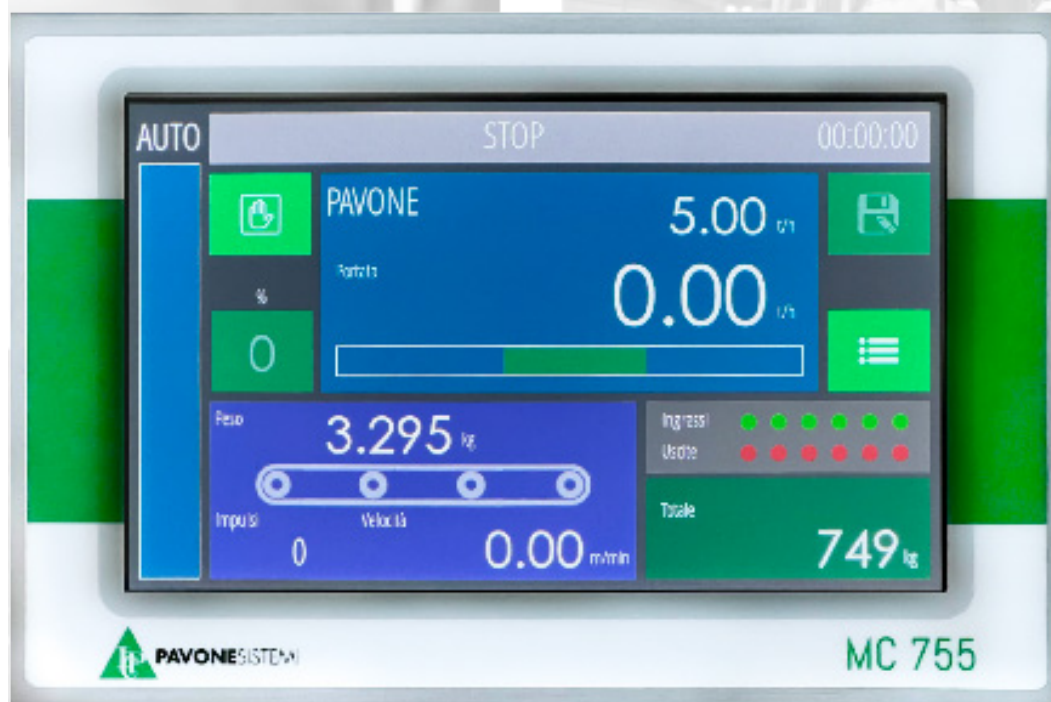 AUTO STOP 00:00:00
PAVONE 5.00 t/h
Portata
0.00 t/h
%
0
Peso
3.295 kg
Ingressi
Uscite
Impulsi Velocità
0 0.00 m/min
Totale
749 kg
PAVONESISTEMI
MC 755